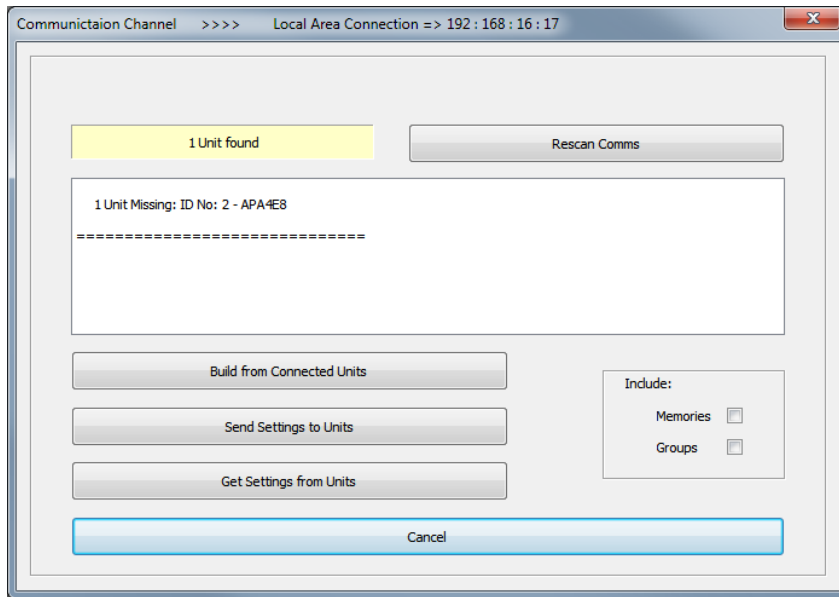 Communictaion Channel >>>> Local Area Connection => 192 : 168 : 16 : 17
1 Unit found
Rescan Comms
1 Unit Missing: ID No: 2 - APA4E8
==============================
Build from Connected Units
Include:
Memories
Send Settings to Units
Groups
Get Settings from Units
Cancel